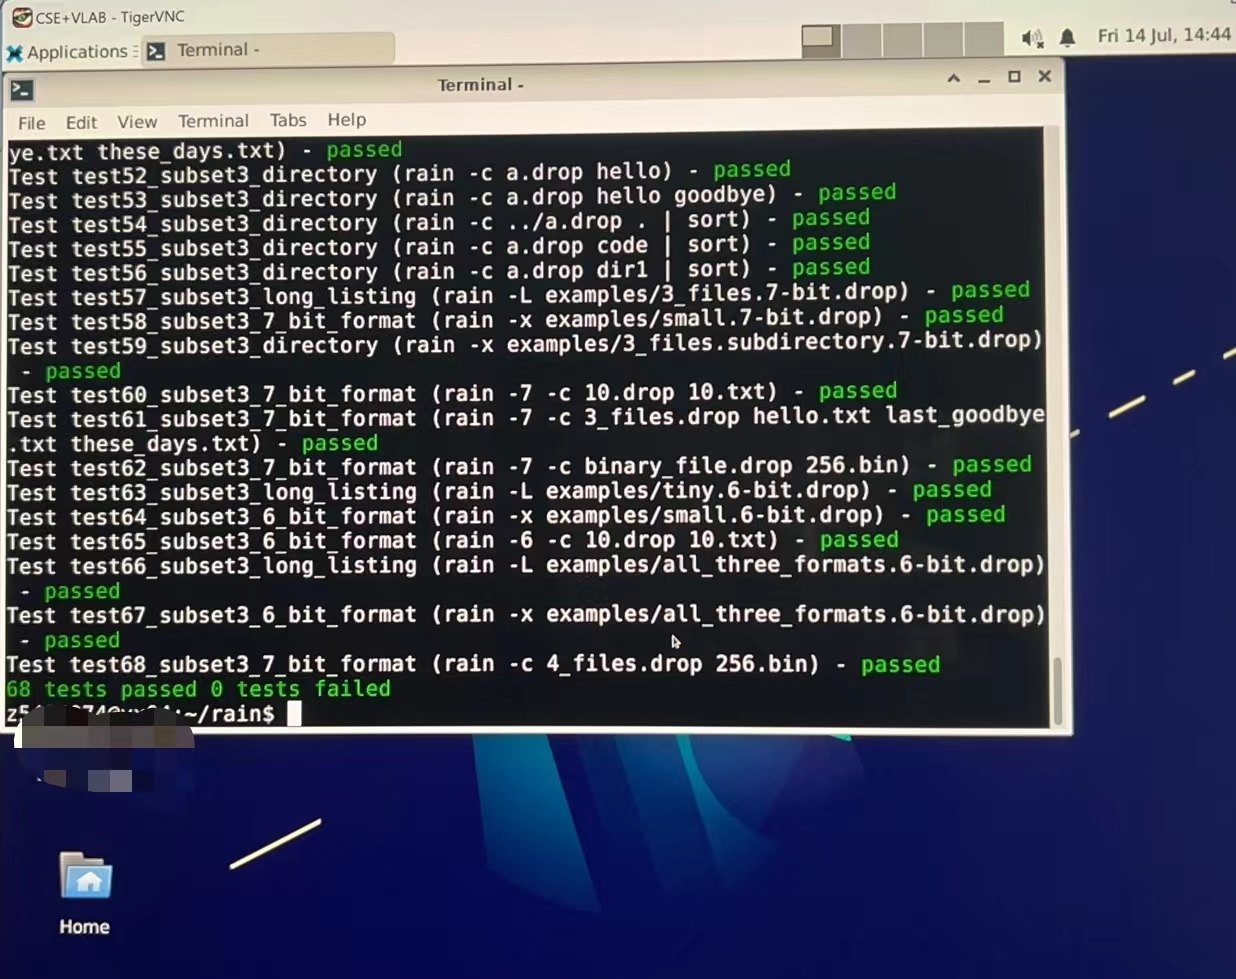 CSE+VLAB - TigerVNC
Applications
Terminal -
Fri 14 Jul, 14:44
Terminal -
File Edit View Terminal Tabs Help
ye.txt these_days.txt) - passed
Test test52_subset3_directory (rain -c a.drop hello) - passed
Test test53_subset3_directory (rain -c a.drop hello goodbye) - passed
Test test54_subset3_directory (rain -c ../a.drop . | sort) - passed
Test test55_subset3_directory (rain -c a.drop code | sort) - passed
Test test56_subset3_directory (rain -c a.drop dir1 | sort) - passed
Test test57_subset3_long_listing (rain -L examples/3_files.7-bit.drop) - passed
Test test58_subset3_7_bit_format (rain -x examples/small.7-bit.drop) - passed
Test test59_subset3_directory (rain -x examples/3_files.subdirectory.7-bit.drop)
- passed
Test test60_subset3_7_bit_format (rain -7 -c 10.drop 10.txt) - passed
Test test61_subset3_7_bit_format (rain -7 -c 3_files.drop hello.txt last_goodbye
.txt these_days.txt) - passed
Test test62_subset3_7_bit_format (rain -7 -c binary_file.drop 256.bin) - passed
Test test63_subset3_long_listing (rain -L examples/tiny.6-bit.drop) - passed
Test test64_subset3_6_bit_format (rain -x examples/small.6-bit.drop) - passed
Test test65_subset3_6_bit_format (rain -6 -c 10.drop 10.txt) - passed
Test test66_subset3_long_listing (rain -L examples/all_three_formats.6-bit.drop)
- passed
Test test67_subset3_6_bit_format (rain -x examples/all_three_formats.6-bit.drop)
- passed
Test test68_subset3_7_bit_format (rain -c 4_files.drop 256.bin) - passed
68 tests passed 0 tests failed
:~/rain$
Home